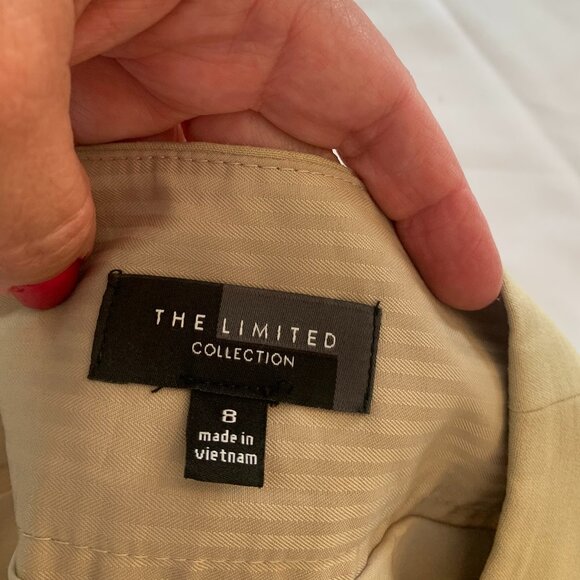 THE LIMITED
COLLECTION
8
made in
vietnam